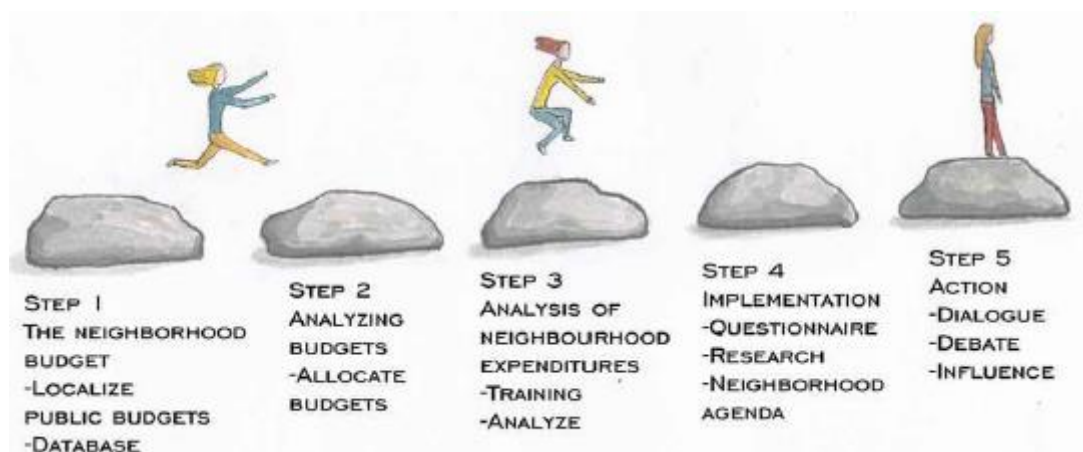 STEP 1
THE NEIGHBORHOOD
BUDGET
-LOCALIZE
PUBLIC BUDGETS
-DATABASE
STEP 2
ANALYZING
BUDGETS
-ALLOCATE
BUDGETS
STEP 3
ANALYSIS OF
NEIGHBOURHOOD
EXPENDITURES
-TRAINING
-ANALYZE
STEP 4
IMPLEMENTATION
-QUESTIONNAIRE
-RESEARCH
-NEIGHBORHOOD
AGENDA
STEP 5
ACTION
-DIALOGUE
-DEBATE
-INFLUENCE